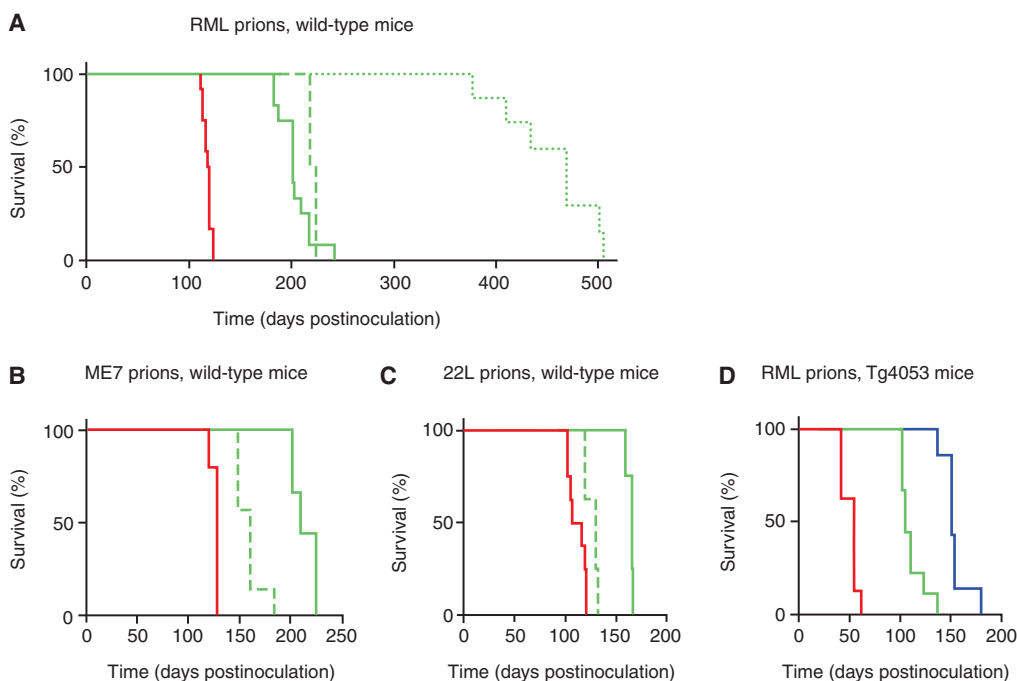 A
RML prions, wild-type mice
100
50
0
Survival (%)
0 100 200 300 400 500
Time (days postinoculation)
B
ME7 prions, wild-type mice
100
50
0
Survival (%)
0 50 100 150 200 250
Time (days postinoculation)
C
22L prions, wild-type mice
100
50
0
Survival (%)
0 50 100 150 200
Time (days postinoculation)
D
RML prions, Tg4053 mice
100
50
0
Survival (%)
0 50 100 150 200
Time (days postinoculation)